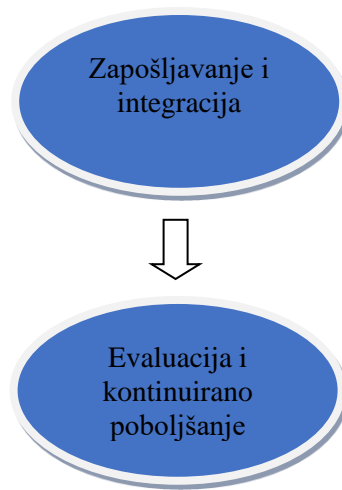 Zapošljavanje i
integracija
Evaluacija i
kontinuirano
poboljšanje